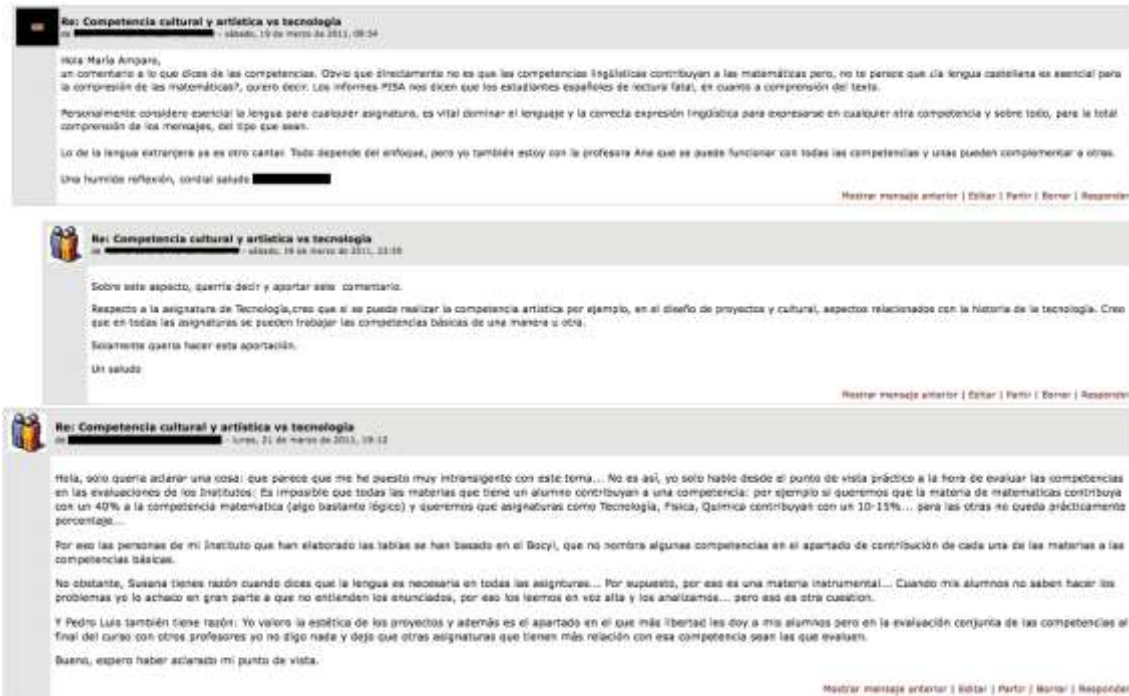 Re: Competencia cultural y artística vs tecnología
de - sábado, 19 de marzo de 2011, 09:54
Hola María Amparo,
un comentario a lo que dices de las competencias. Obvio que directamente no es que las competencias lingüísticas contribuyan a las matemáticas pero, no te parece que ¿la lengua castellana es esencial para
la compresión de las matemáticas?, quiero decir. Los informes PISA nos dicen que los estudiantes españoles de lectura fatal, en cuanto a comprensión del texto.
Personalmente considero esencial la lengua para cualquier asignatura, es vital dominar el lenguaje y la correcta expresión lingüística para expresarse en cualquier otra competencia y sobre todo, para la total
comprensión de los mensajes, del tipo que sean.
Lo de la lengua extranjera ya es otro cantar. Todo depende del enfoque, pero yo también estoy con la profesora Ana que se puede funcionar con todas las competencias y unas pueden complementar a otras.
Una humilde reflexión, cordial saludo
Mostrar mensaje anterior | Editar | Partir | Borrar | Responder
Re: Competencia cultural y artística vs tecnología
de - sábado, 19 de marzo de 2011,
Sobre este aspecto, querría decir y aportar este comentario.
Respecto a la asignatura de Tecnología,creo que si se puede realizar la competencia artística por ejemplo, en el diseño de proyectos y cultural, aspectos relacionados con la historia de la tecnología. Creo
que en todas las asignaturas se pueden trabajar las competencias básicas de una manera u otra.
Solamente quería hacer esta aportación.
Un saludo
Mostrar mensaje anterior | Editar | Partir | Borrar | Responder
Re: Competencia cultural y artística vs tecnología
de - lunes, 21 de marzo de 2011, 19:12
Hola, solo quería aclarar una cosa: que parece que me he puesto muy intransigente con este tema... No es así, yo solo hablo desde el punto de vista práctico a la hora de evaluar las competencias
en las evaluaciones de los Institutos: Es imposible que todas las materias que tiene un alumno contribuyan a una competencia: por ejemplo si queremos que la materia de matematicas contribuya
con un 40% a la competencia matematica (algo bastante lógico) y queremos que asignaturas como Tecnología, Fisica, Quimica contribuyan con un 10-15%... para las otras no queda prácticamente
porcentaje...
Por eso las personas de mi Instituto que han elaborado las tablas se han basado en el Bocyl, que no nombra algunas competencias en el apartado de contribución de cada una de las materias a las
competencias básicas.
No obstante, Susana tienes razón cuando dices que la lengua es necesaria en todas las asignturas... Por supuesto, por eso es una materia instrumental... Cuando mis alumnos no saben hacer los
problemas yo lo achaco en gran parte a que no entienden los enunciados, por eso los leemos en voz alta y los analizamos... pero eso es otra cuestion.
Y Pedro Luis también tiene razón: Yo valoro la estética de los proyectos y además es el apartado en el que más libertad les doy a mis alumnos pero en la evaluación conjunta de las competencias al
final del curso con otros profesores yo no digo nada y dejo que otras asignaturas que tienen más relación con esa competencia sean las que evaluen.
Bueno, espero haber aclarado mi punto de vista.
Mostrar mensaje anterior | Editar | Partir | Borrar | Responder